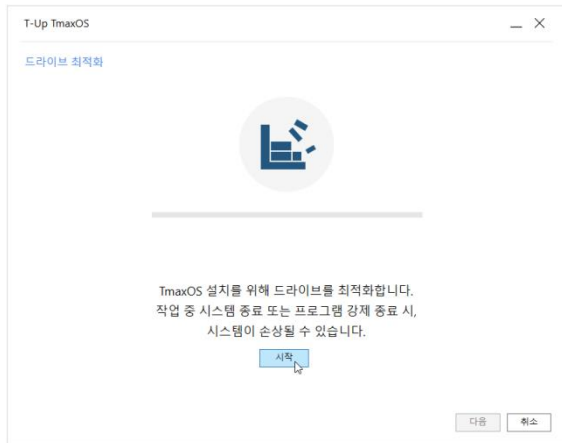 T-Up TmaxOS
드라이브 최적화
TmaxOS 설치를 위해 드라이브를 최적화합니다.
작업 중 시스템 종료 또는 프로그램 강제 종료 시,
시스템이 손상될 수 있습니다.
시작
다음 취소